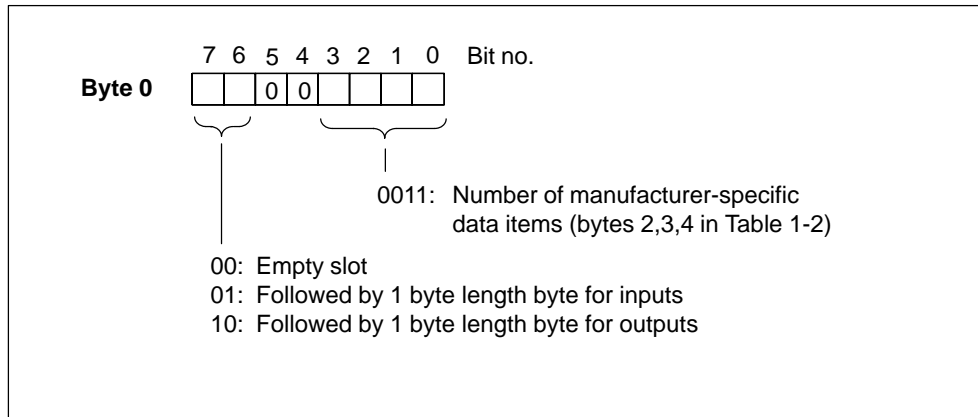 7 6 5 4 3 2 1 0 Bit no.
Byte 0 0 0
0011: Number of manufacturer-specific
data items (bytes 2,3,4 in Table 1-2)
00: Empty slot
01: Followed by 1 byte length byte for inputs
10: Followed by 1 byte length byte for outputs